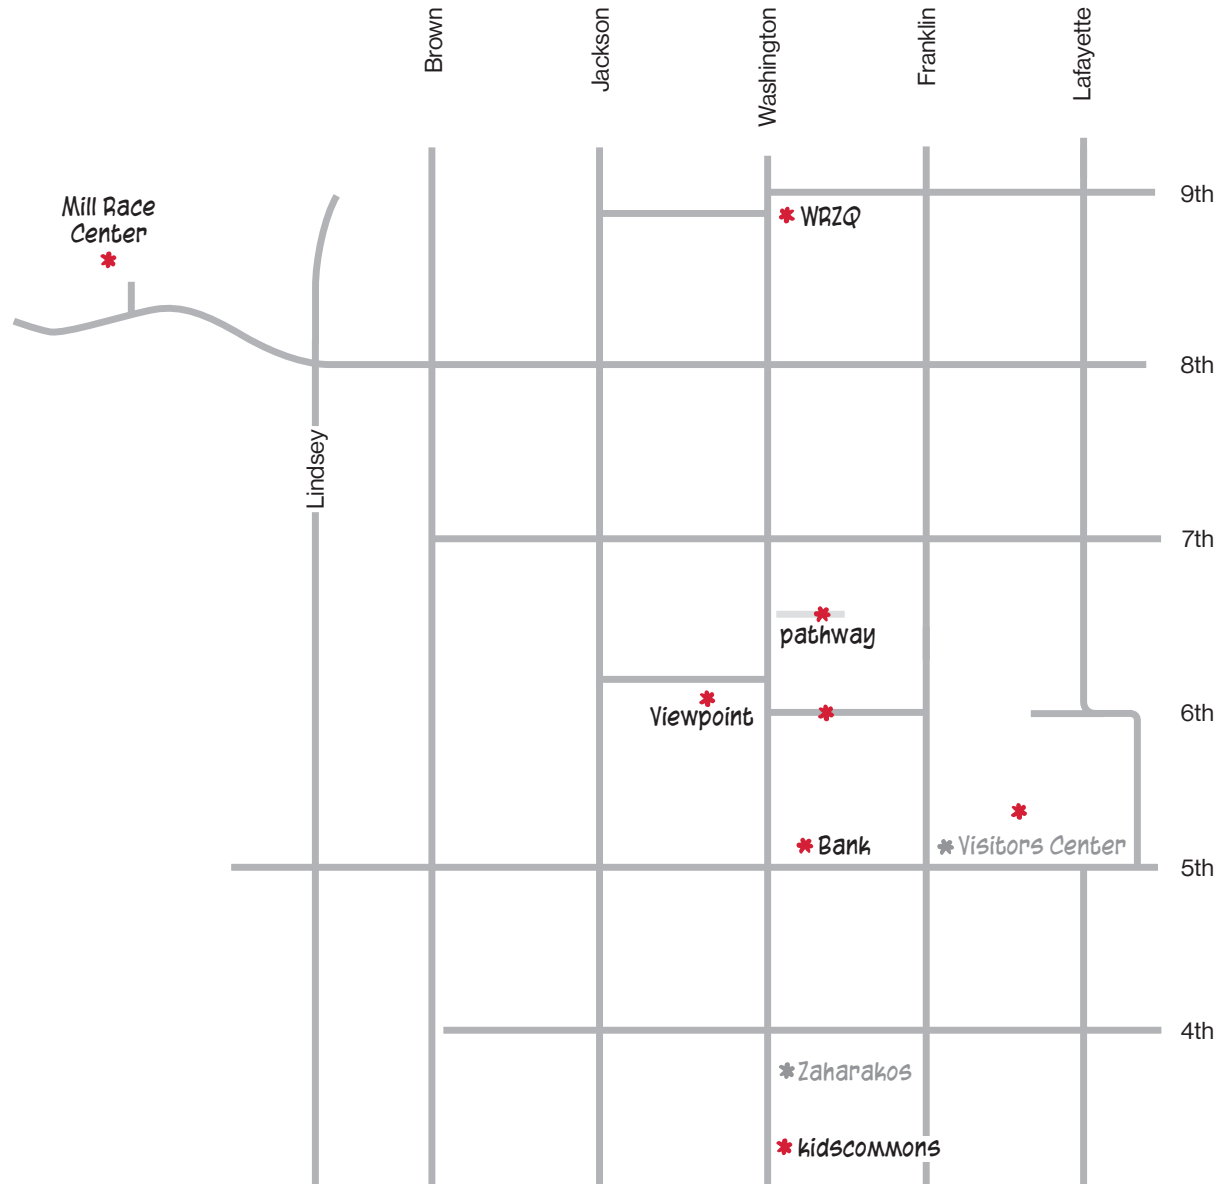 Brown
Jackson
Washington
Franklin
Lafayette
9th
Mill Race
Center
WRZQ
8th
Lindsey
7th
pathway
Viewpoint
6th
Bank
Visitors Center
5th
4th
Zaharakos
kidscommons